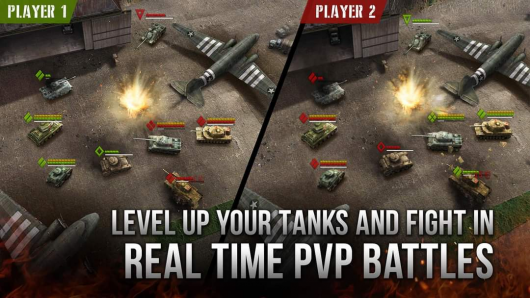 PLAYER 1
PLAYER 2
LEVEL UP YOUR TANKS AND FIGHT IN
REAL TIME PVP BATTLES